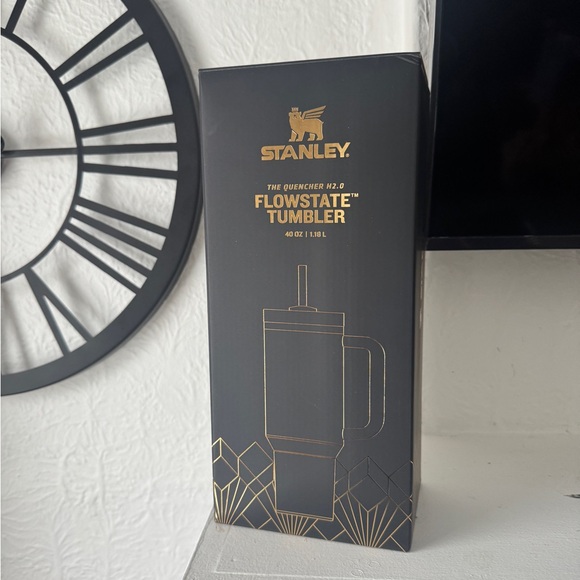 STANLEY.
THE QUENCHER H2.0
FLOWSTATE™
TUMBLER
40 OZ | 1.18 L